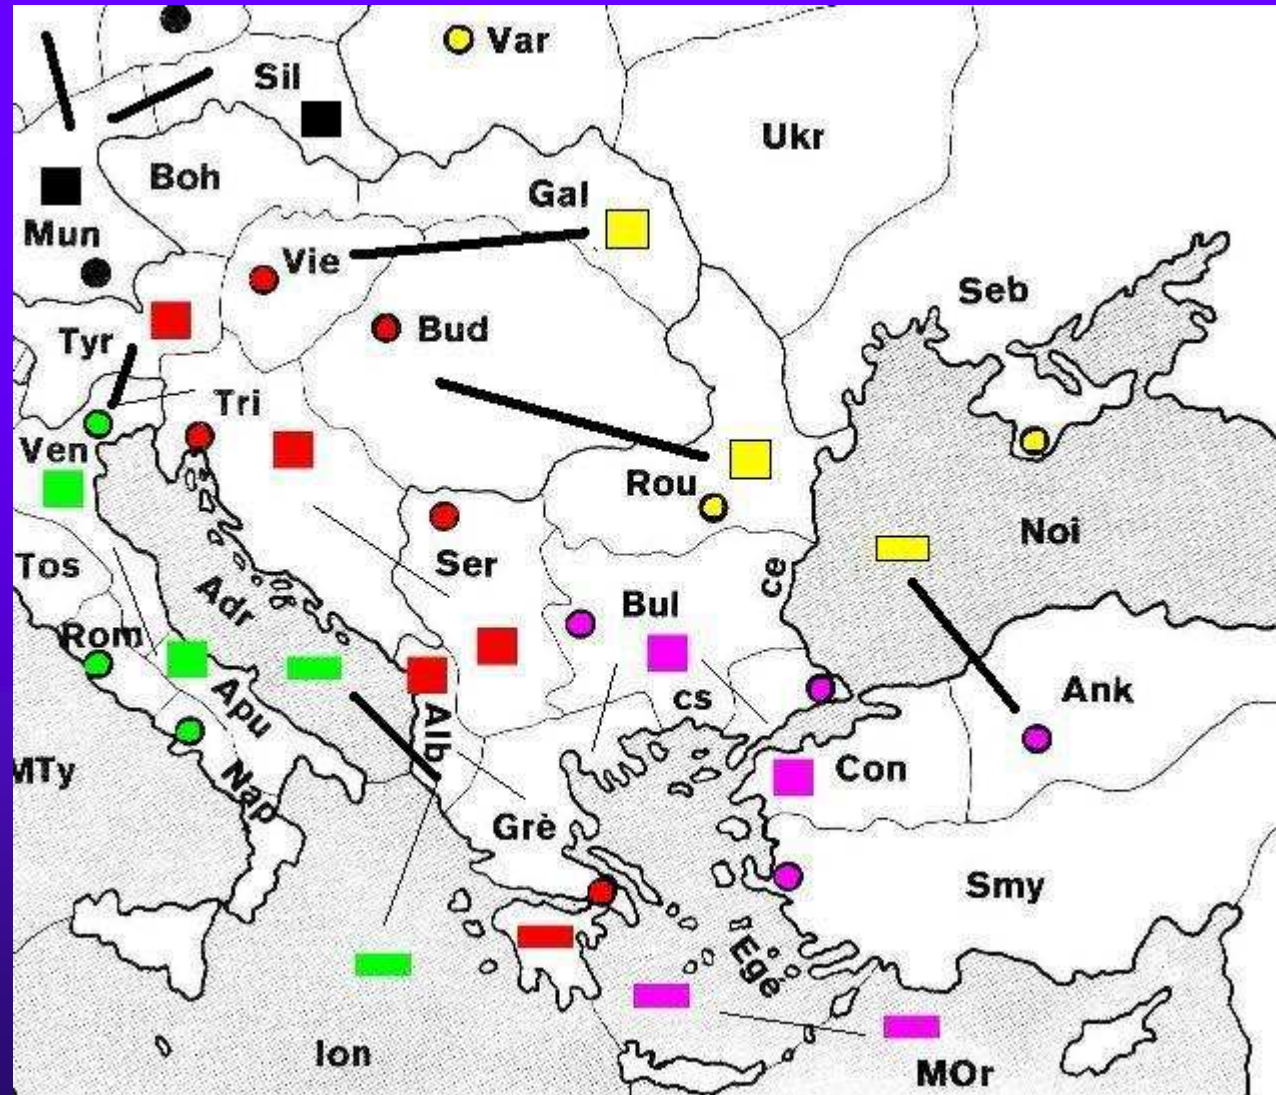 Var
Sil
Ukr
Boh
Gal
Mun
Vie
Seb
Tyr
Bud
Tri
Ven
Rou
Noi
Tos
Ser
ce
Adr
Bul
Rom
Ank
cs
Apu
Alb
MTy
Nap
Con
Grè
Smy
Egé
Ion
MOr